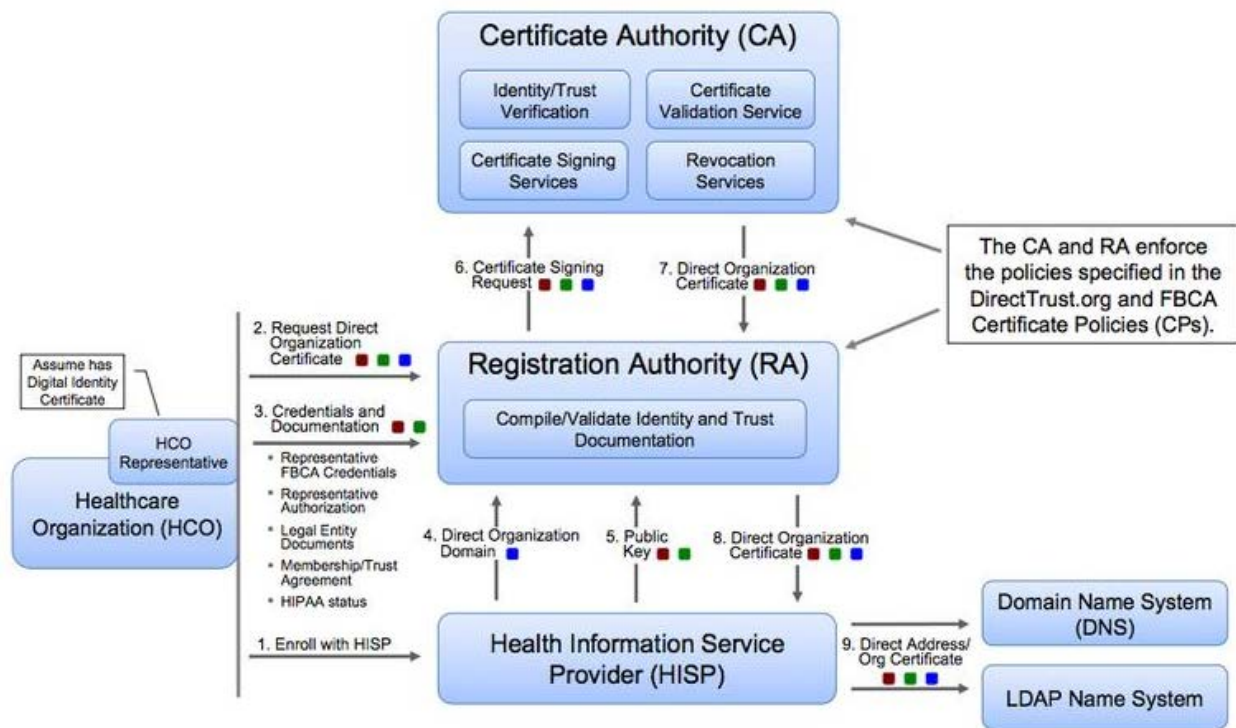 Certificate Authority (CA)
Identity/Trust
Verification
Certificate
Validation Service
Certificate Signing
Services
Revocation
Services
6. Certificate Signing
Request
7. Direct Organization
Certificate
The CA and RA enforce
the policies specified in the
DirectTrust.org and FBCA
Certificate Policies (CPs).
2. Request Direct
Organization
Certificate
Assume has
Digital Identity
Certificate
Registration Authority (RA)
Compile/Validate Identity and Trust
Documentation
3. Credentials and
Documentation
HCO
Representative
Healthcare
Organization (HCO)
Representative
FBCA Credentials
Representative
Authorization
Legal Entity
Documents
Membership/Trust
Agreement
HIPAA status
4. Direct Organization
Domain
5. Public
Key
8. Direct Organization
Certificate
1. Enroll with HISP
Health Information Service
Provider (HISP)
9. Direct Address/
Org Certificate
Domain Name System
(DNS)
LDAP Name System